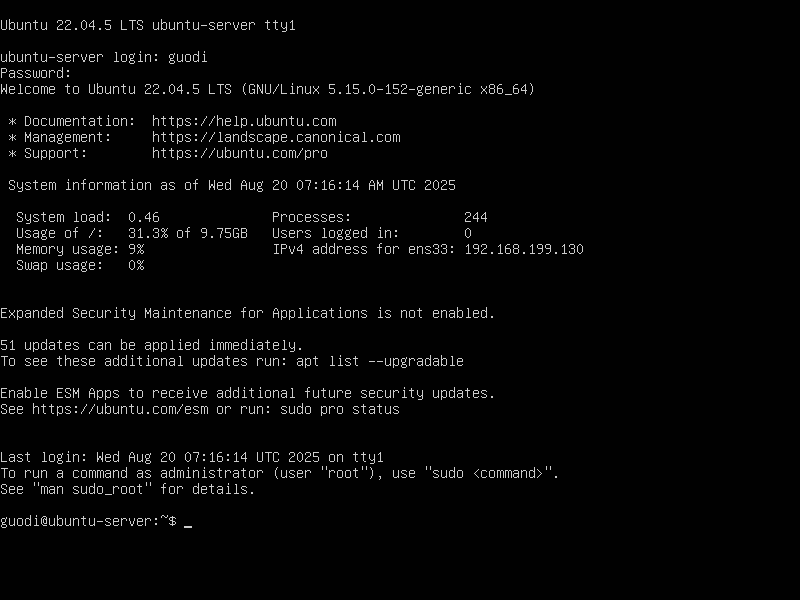 Ubuntu 22.04.5 LTS ubuntu-server tty1
ubuntu-server login: guodi
Password:
Welcome to Ubuntu 22.04.5 LTS (GNU/Linux 5.15.0-152-generic x86_64)
* Documentation:  https://help.ubuntu.com
* Management:     https://landscape.canonical.com
* Support:        https://ubuntu.com/pro
System information as of Wed Aug 20 07:16:14 AM UTC 2025
System load:  0.46               Processes:              244
Usage of /:   31.3% of 9.75GB   Users logged in:        0
Memory usage: 9%                IPv4 address for ens33: 192.168.199.130
Swap usage:   0%
Expanded Security Maintenance for Applications is not enabled.
51 updates can be applied immediately.
To see these additional updates run: apt list --upgradable
Enable ESM Apps to receive additional future security updates.
See https://ubuntu.com/esm or run: sudo pro status
Last login: Wed Aug 20 07:16:14 UTC 2025 on tty1
To run a command as administrator (user "root"), use "sudo <command>".
See "man sudo_root" for details.
guodi@ubuntu-server:~$ _